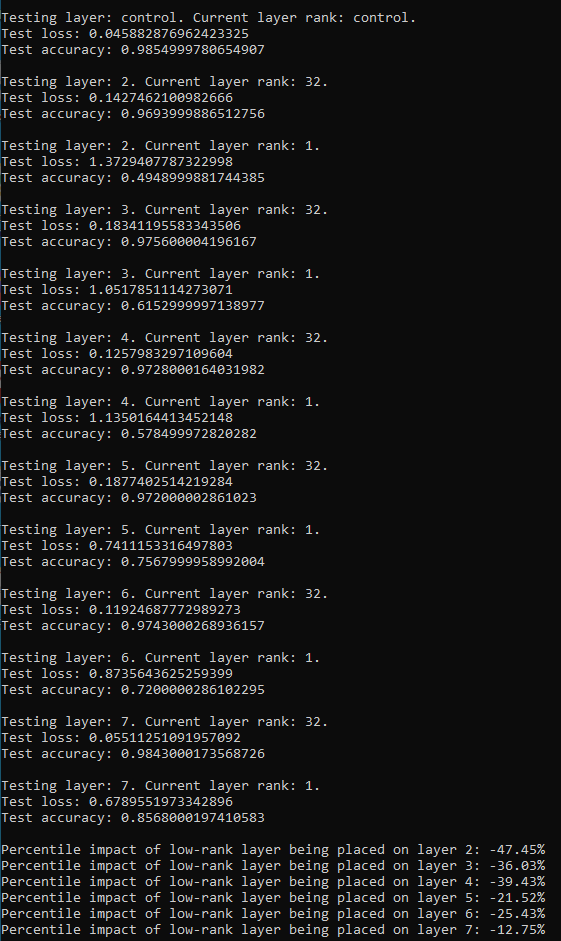 Testing layer: control. Current layer rank: control.
Test loss: 0.045882876962423325
Test accuracy: 0.9854999780654907
Testing layer: 2. Current layer rank: 32.
Test loss: 0.1427462100982666
Test accuracy: 0.9693999886512756
Testing layer: 2. Current layer rank: 1.
Test loss: 1.3729407787322998
Test accuracy: 0.4948999881744385
Testing layer: 3. Current layer rank: 32.
Test loss: 0.18341195583343506
Test accuracy: 0.975600004196167
Testing layer: 3. Current layer rank: 1.
Test loss: 1.0517851114273071
Test accuracy: 0.6152999997138977
Testing layer: 4. Current layer rank: 32.
Test loss: 0.1257983297109604
Test accuracy: 0.9728000164031982
Testing layer: 4. Current layer rank: 1.
Test loss: 1.1350164413452148
Test accuracy: 0.578499972820282
Testing layer: 5. Current layer rank: 32.
Test loss: 0.1877402514219284
Test accuracy: 0.972000002861023
Testing layer: 5. Current layer rank: 1.
Test loss: 0.7411153316497803
Test accuracy: 0.7567999958992004
Testing layer: 6. Current layer rank: 32.
Test loss: 0.11924687772989273
Test accuracy: 0.9743000268936157
Testing layer: 6. Current layer rank: 1.
Test loss: 0.8735643625259399
Test accuracy: 0.7200000286102295
Testing layer: 7. Current layer rank: 32.
Test loss: 0.05511251091957092
Test accuracy: 0.9843000173568726
Testing layer: 7. Current layer rank: 1.
Test loss: 0.6789551973342896
Test accuracy: 0.8568000197410583
Percentile impact of low-rank layer being placed on layer 2: -47.45%
Percentile impact of low-rank layer being placed on layer 3: -36.03%
Percentile impact of low-rank layer being placed on layer 4: -39.43%
Percentile impact of low-rank layer being placed on layer 5: -21.52%
Percentile impact of low-rank layer being placed on layer 6: -25.43%
Percentile impact of low-rank layer being placed on layer 7: -12.75%